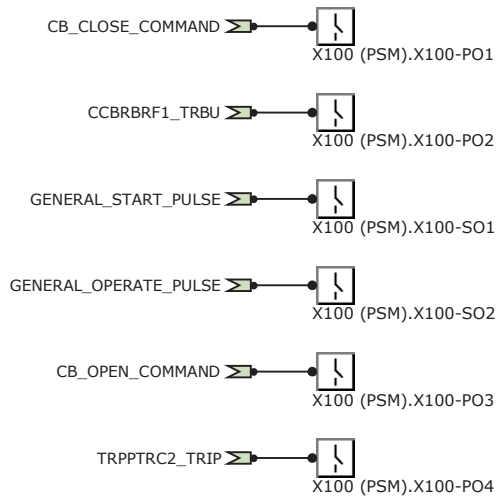 CB_CLOSE_COMMAND
X100 (PSM).X100-PO1
CCBRBRF1_TRBU
X100 (PSM).X100-PO2
GENERAL_START_PULSE
X100 (PSM).X100-SO1
GENERAL_OPERATE_PULSE
X100 (PSM).X100-SO2
CB_OPEN_COMMAND
X100 (PSM).X100-PO3
TRPPTRC2_TRIP
X100 (PSM).X100-PO4